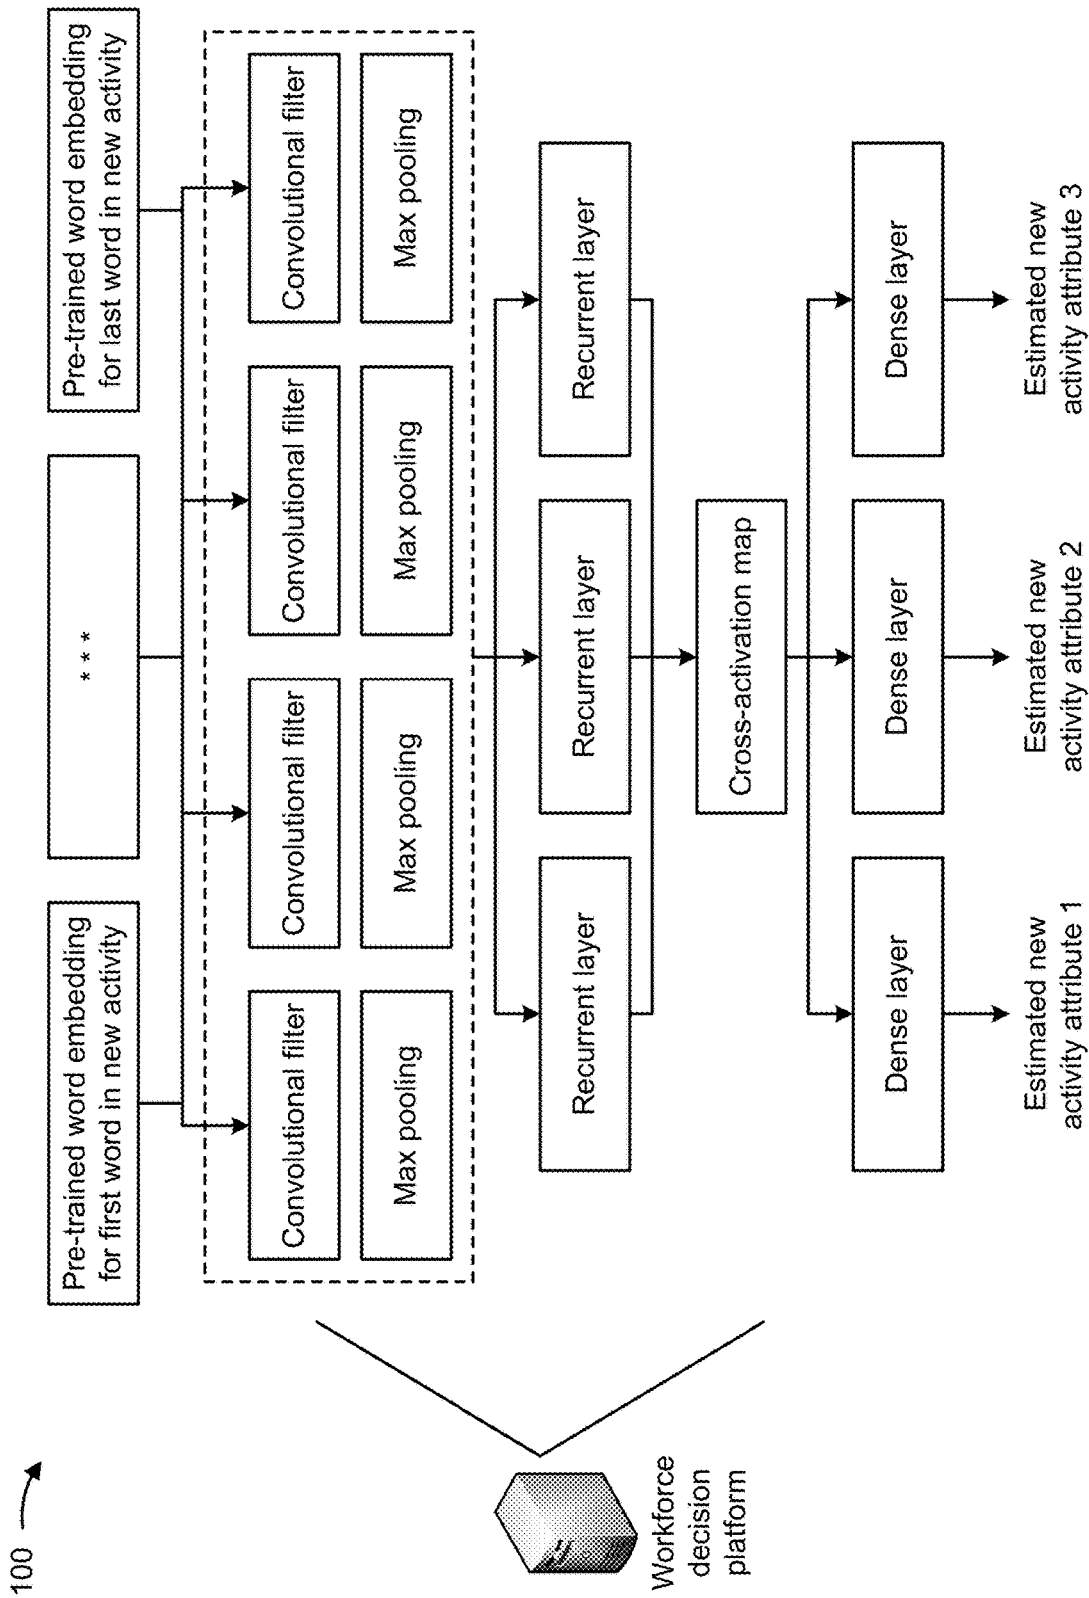 100
Pre-trained word embedding
for first word in new activity
* * *
Pre-trained word embedding
for last word in new activity
Convolutional filter
Convolutional filter
Convolutional filter
Convolutional filter
Max pooling
Max pooling
Max pooling
Max pooling
Workforce
decision
platform
Recurrent layer
Recurrent layer
Recurrent layer
Cross-activation map
Dense layer
Dense layer
Dense layer
Estimated new
activity attribute 1
Estimated new
activity attribute 2
Estimated new
activity attribute 3